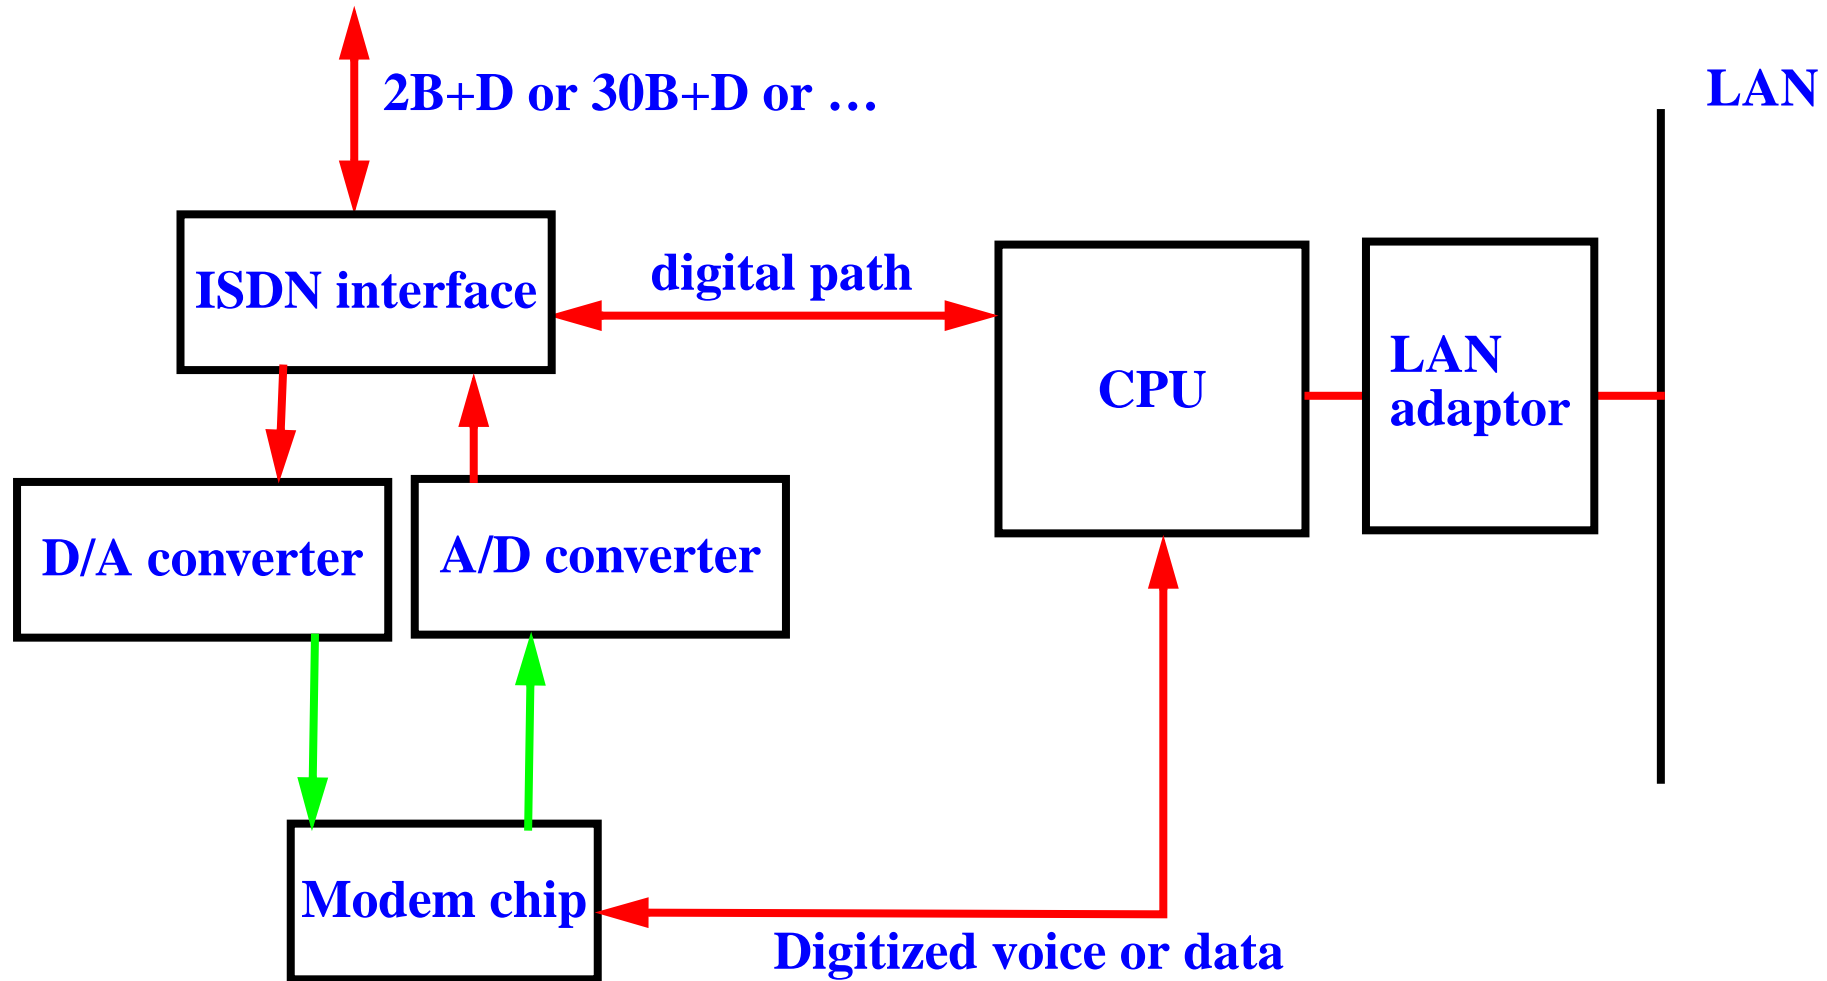 2B+D or 30B+D or …
LAN
ISDN interface
digital path
CPU
LAN
adaptor
D/A converter
A/D converter
Modem chip
Digitized voice or data